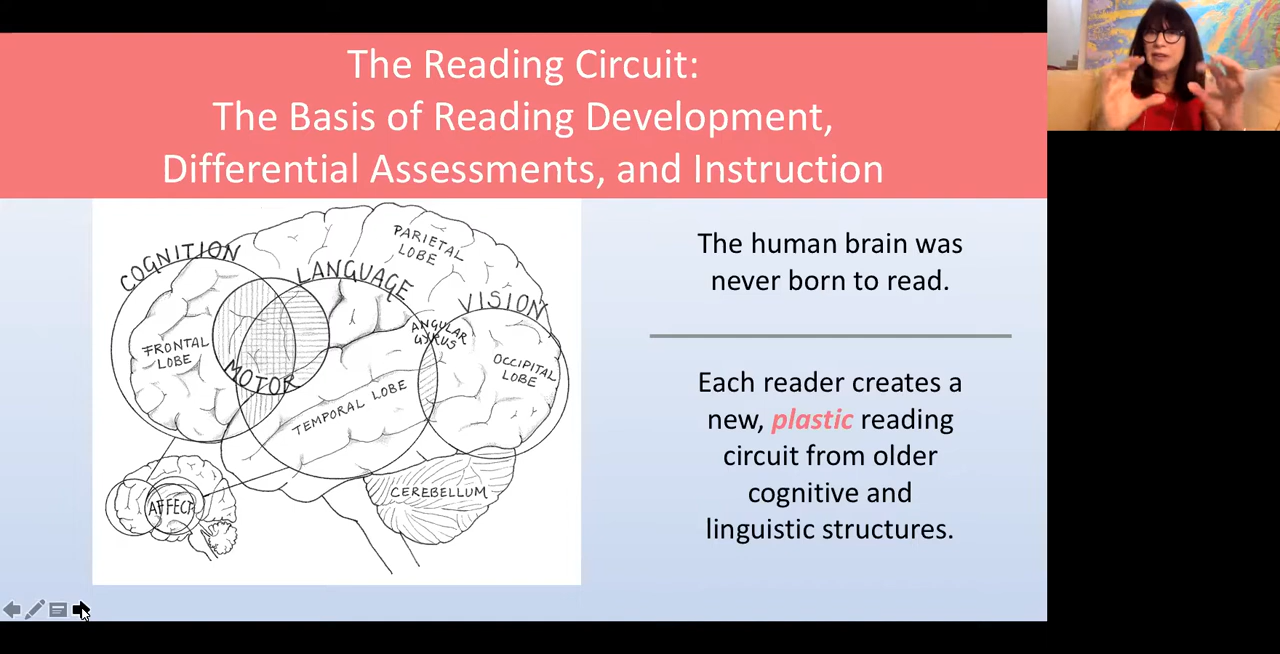 The Reading Circuit:
The Basis of Reading Development,
Differential Assessments, and Instruction
COGNITION
PARIETAL
LOBE
LANGUAGE
VISION
ANGULAR
GYRUS
FRONTAL
LOBE
OCCIPITAL
LOBE
MOTOR
TEMPORAL LOBE
CEREBELLUM
AFFECT
The human brain was
never born to read.
Each reader creates a
new, plastic reading
circuit from older
cognitive and
linguistic structures.